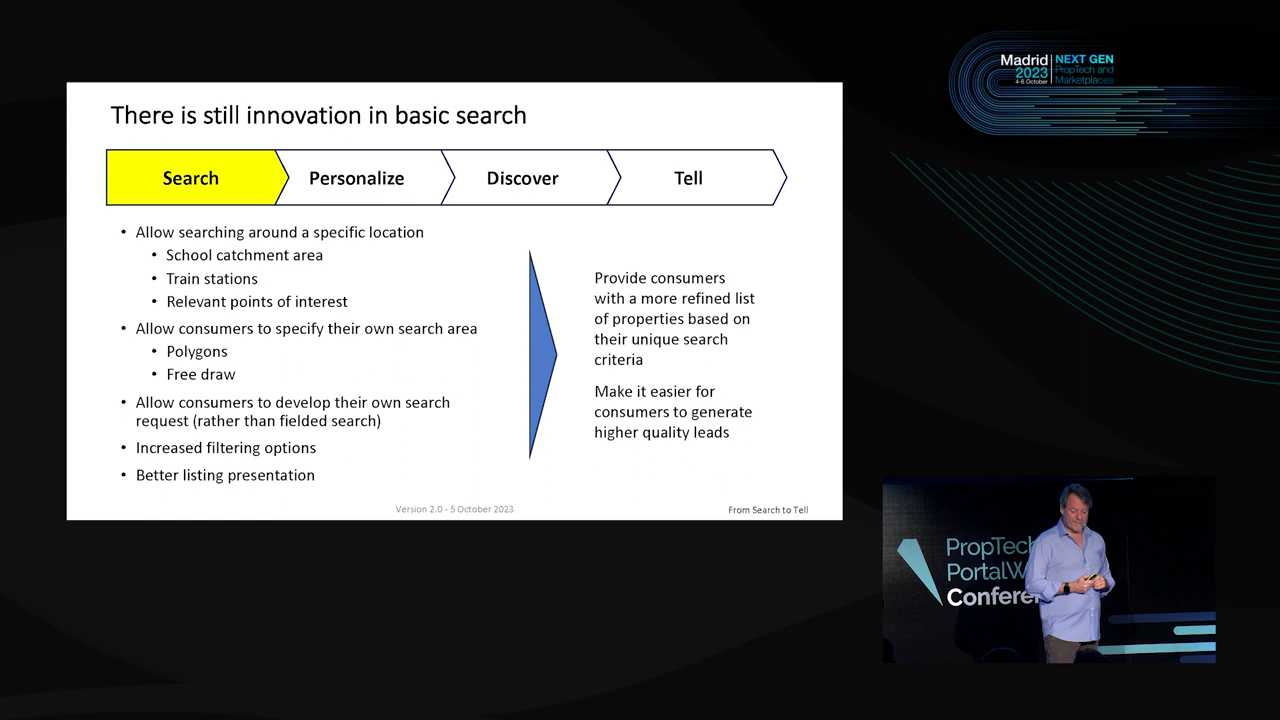 Madrid
2023
4-6 October
NEXT GEN
PropTech and
Marketplaces
There is still innovation in basic search
Search
Personalize
Discover
Tell
• Allow searching around a specific location
• School catchment area
• Train stations
• Relevant points of interest
• Allow consumers to specify their own search area
• Polygons
• Free draw
• Allow consumers to develop their own search
request (rather than fielded search)
• Increased filtering options
• Better listing presentation
Provide consumers
with a more refined list
of properties based on
their unique search
criteria
Make it easier for
consumers to generate
higher quality leads
Version 2.0 - 5 October 2023
From Search to Tell
PropTech
PortalW
Confere